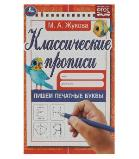 М. А. Жукова
Классические
прописи
ПИШЕМ ПЕЧАТНЫЕ БУКВЫ